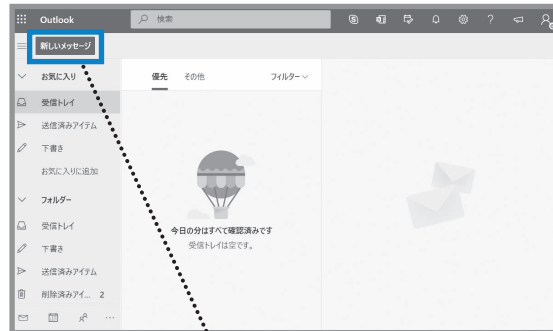 Outlook
検索
新しいメッセージ
お気に入り
優先 その他 フィルター
受信トレイ
送信済みアイテム
下書き
お気に入りに追加
フォルダー
受信トレイ
下書き
送信済みアイテム
削除済みアイ... 2
今日の分はすべて確認済みです
受信トレイは空です。